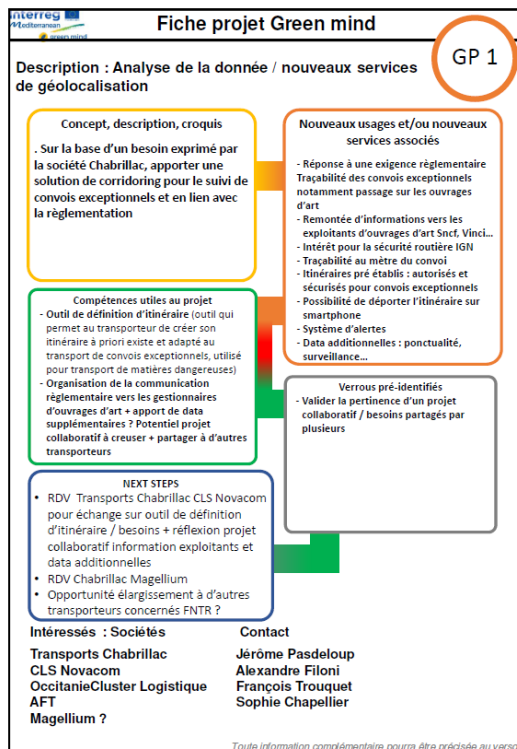 Interreg
Mediterranean
green mind
Fiche projet Green mind
GP 1
Description : Analyse de la donnée / nouveaux services
de géolocalisation
Concept, description, croquis
. Sur la base d'un besoin exprimé par
la société Chabrillac, apporter une
solution de corridoring pour le suivi de
convois exceptionnels et en lien avec
la règlementation
Nouveaux usages et/ou nouveaux
services associés
- Réponse à une exigence règlementaire
Traçabilité des convois exceptionnels
notamment passage sur les ouvrages
d'art
- Remontée d'informations vers les
exploitants d'ouvrages d'art Sncf, Vinci...
- Intérêt pour la sécurité routière IGN
- Traçabilité au mètre du convoi
- Itinéraires pré établis : autorisés et
sécurisés pour convois exceptionnels
- Possibilité de déporter l'itinéraire sur
smartphone
- Système d'alertes
- Data additionnelles : ponctualité,
surveillance...
Compétences utiles au projet
- Outil de définition d'itinéraire (outil qui
permet au transporteur de créer son
itinéraire à priori existe et adapté au
transport de convois exceptionnels, utilisé
pour transport de matières dangereuses)
- Organisation de la communication
règlementaire vers les gestionnaires
d'ouvrages d'art + apport de data
supplémentaires ? Potentiel projet
collaboratif à creuser + partager à d'autres
transporteurs
Verrous pré-identifiés
- Valider la pertinence d'un projet
collaboratif / besoins partagés par
plusieurs
NEXT STEPS
• RDV Transports Chabrillac CLS Novacom
pour échange sur outil de définition
d'itinéraire / besoins + réflexion projet
collaboratif information exploitants et
data additionnelles
• RDV Chabrillac Magellium
• Opportunité élargissement à d'autres
transporteurs concernés FNTR ?
Intéressés : Sociétés
Transports Chabrillac
CLS Novacom
OccitanieCluster Logistique
AFT
Magellium ?
Contact
Jérôme Pasdeloup
Alexandre Filoni
François Trouquet
Sophie Chapellier
Toute information complémentaire pourra être précisée au verso